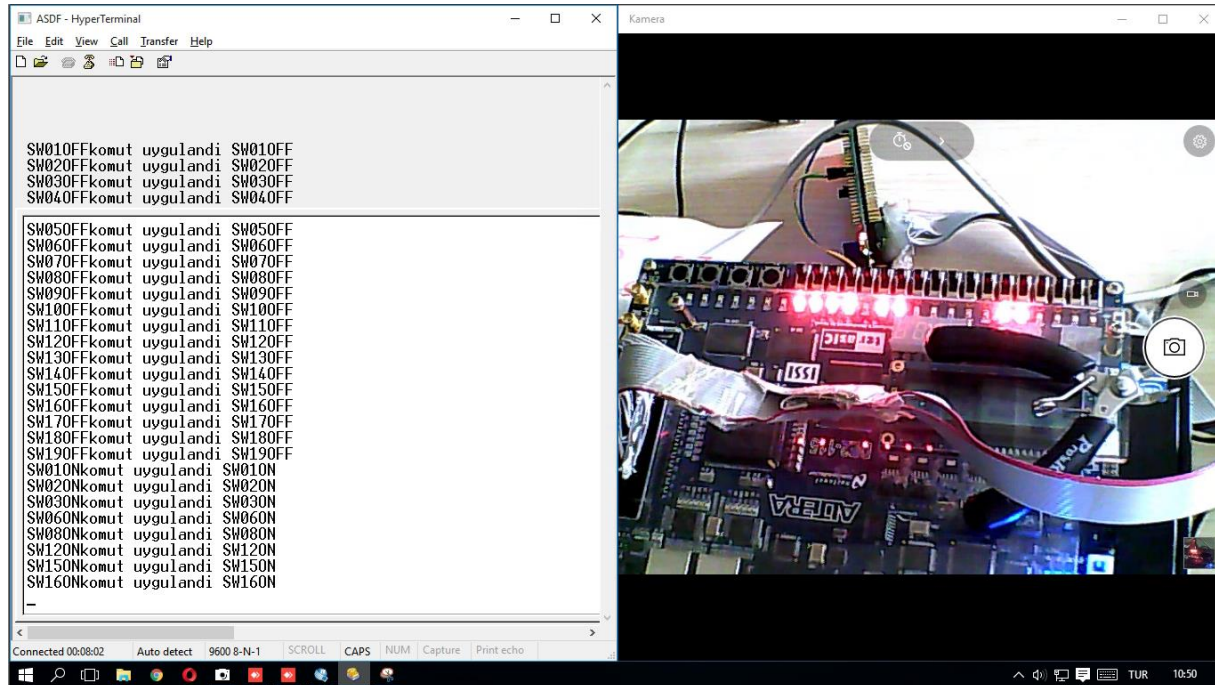 ASDF - HyperTerminal
File Edit View Call Transfer Help
SW01OFFkomut uygulandi SW01OFF
SW02OFFkomut uygulandi SW02OFF
SW03OFFkomut uygulandi SW03OFF
SW04OFFkomut uygulandi SW04OFF
SW05OFFkomut uygulandi SW05OFF
SW06OFFkomut uygulandi SW06OFF
SW07OFFkomut uygulandi SW07OFF
SW08OFFkomut uygulandi SW08OFF
SW09OFFkomut uygulandi SW09OFF
SW10OFFkomut uygulandi SW10OFF
SW11OFFkomut uygulandi SW11OFF
SW12OFFkomut uygulandi SW12OFF
SW13OFFkomut uygulandi SW13OFF
SW14OFFkomut uygulandi SW14OFF
SW15OFFkomut uygulandi SW15OFF
SW16OFFkomut uygulandi SW16OFF
SW17OFFkomut uygulandi SW17OFF
SW18OFFkomut uygulandi SW18OFF
SW19OFFkomut uygulandi SW19OFF
SW01ONkomut uygulandi SW01ON
SW02ONkomut uygulandi SW02ON
SW03ONkomut uygulandi SW03ON
SW06ONkomut uygulandi SW06ON
SW08ONkomut uygulandi SW08ON
SW12ONkomut uygulandi SW12ON
SW15ONkomut uygulandi SW15ON
SW16ONkomut uygulandi SW16ON
Connected 00:08:02 Auto detect 9600 8-N-1 SCROLL CAPS NUM Capture Print echo
Kamera
terasic
ISSI
ALTERA
TUR 10:50